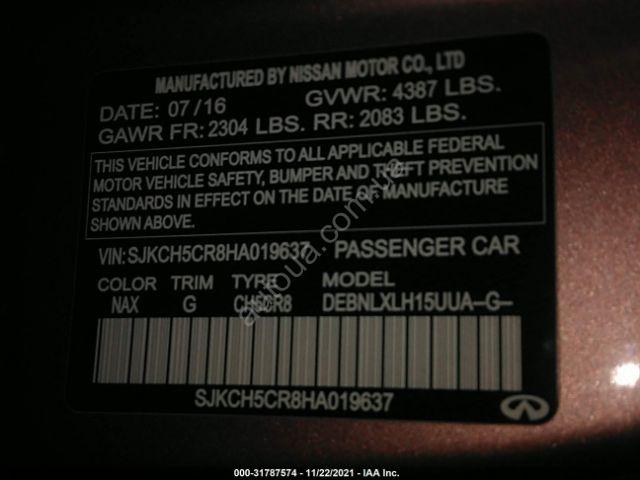 MANUFACTURED BY NISSAN MOTOR CO., LTD
DATE: 07/16 GVWR: 4387 LBS.
GAWR FR: 2304 LBS. RR: 2083 LBS.
THIS VEHICLE CONFORMS TO ALL APPLICABLE FEDERAL
MOTOR VEHICLE SAFETY, BUMPER AND THEFT PREVENTION
STANDARDS IN EFFECT ON THE DATE OF MANUFACTURE
SHOWN ABOVE.
VIN: SJKCH5CR8HA019637 PASSENGER CAR
COLOR TRIM TYPE MODEL
NAX G CH5CR8 DEBNLXLH15UUA-G-
SJKCH5CR8HA019637
autoua.com.ua
000-31787574 - 11/22/2021 - IAA Inc.